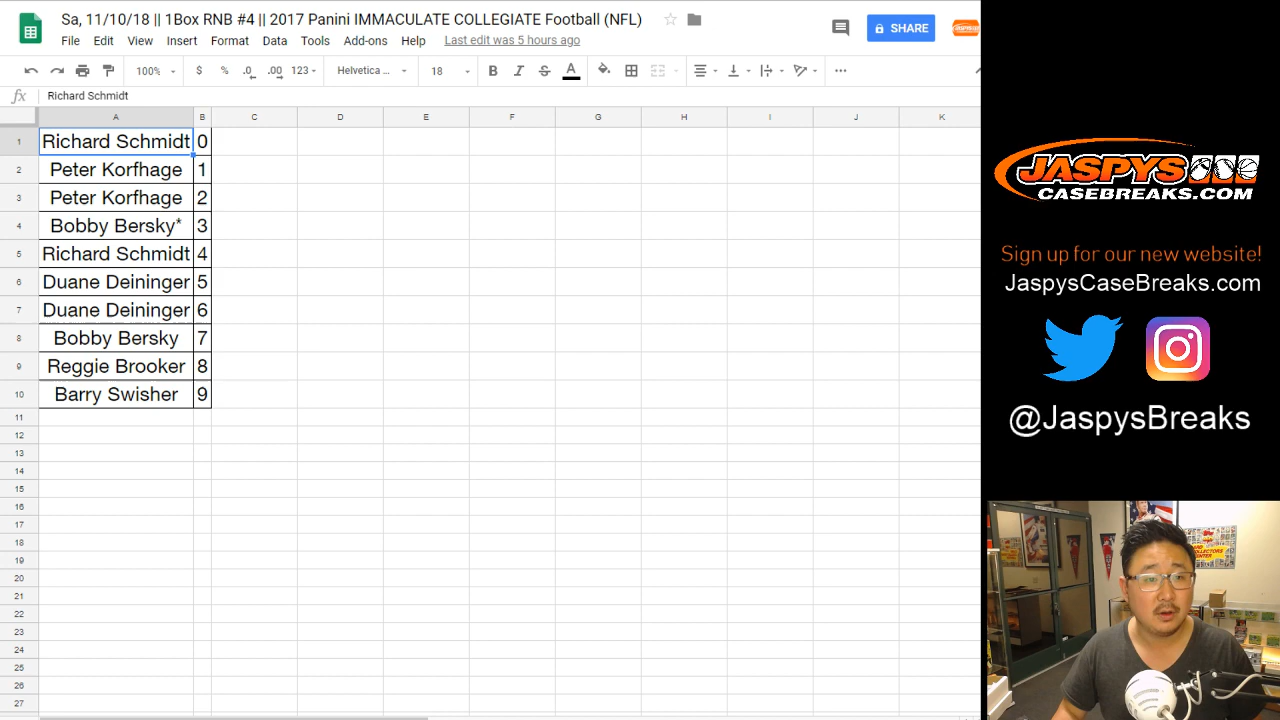 Sa, 11/10/18 || 1Box RNB #4 || 2017 Panini IMMACULATE COLLEGIATE Football (NFL)
File Edit View Insert Format Data Tools Add-ons Help Last edit was 5 hours ago
SHARE
100% $ % .0 .00 123 Helvetica ... 18 B I S A
fx Richard Schmidt
A B C D E F G H I J K
1 Richard Schmidt 0
2 Peter Korfhage 1
3 Peter Korfhage 2
4 Bobby Bersky* 3
5 Richard Schmidt 4
6 Duane Deininger 5
7 Duane Deininger 6
8 Bobby Bersky 7
9 Reggie Brooker 8
10 Barry Swisher 9
11
12
13
14
15
16
17
18
19
20
21
22
23
24
25
26
27
JASPYS
CASEBREAKS.COM
Sign up for our new website!
JaspysCaseBreaks.com
@JaspysBreaks